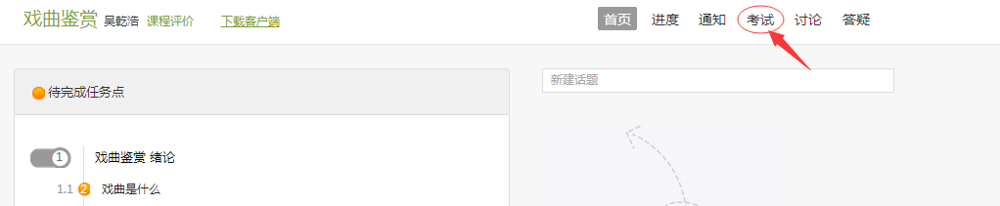 戏曲鉴赏 吴乾浩 课程评价 下载客户端 首页 进度 通知 考试 讨论 答疑
待完成任务点
新建话题
1 戏曲鉴赏 绪论
1.1 2 戏曲是什么